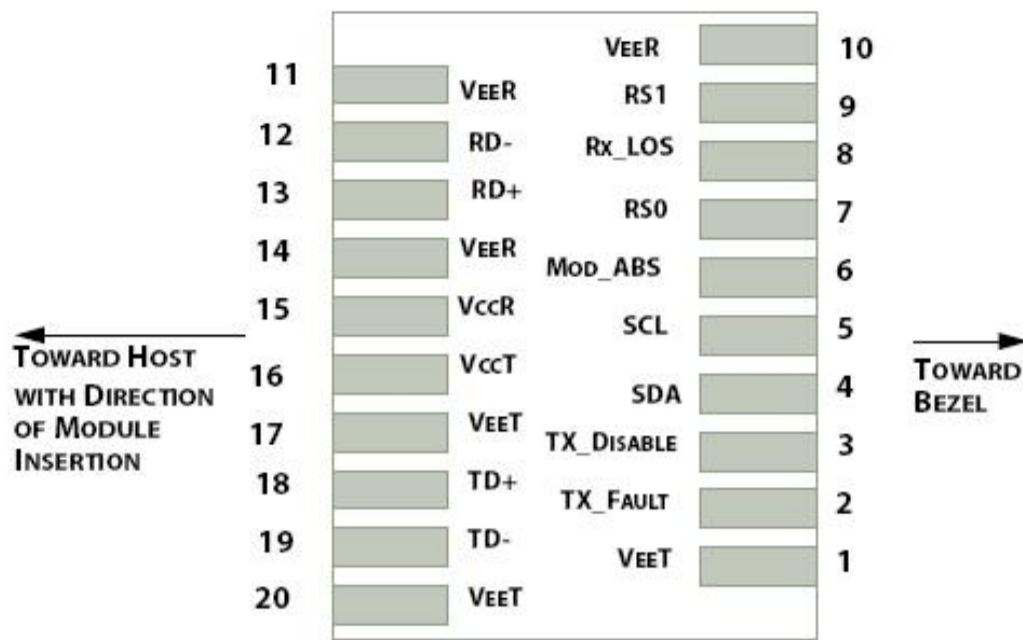 11 VEER
12 RD-
13 RD+
14 VEER
15 VCCR
16 VCCT
17 VEET
18 TD+
19 TD-
20 VEET
VEER 10
RS1 9
RX_LOS 8
RS0 7
MOD_ABS 6
SCL 5
SDA 4
TX_DISABLE 3
TX_FAULT 2
VEET 1
TOWARD HOST
WITH DIRECTION
OF MODULE
INSERTION
TOWARD
BEZEL